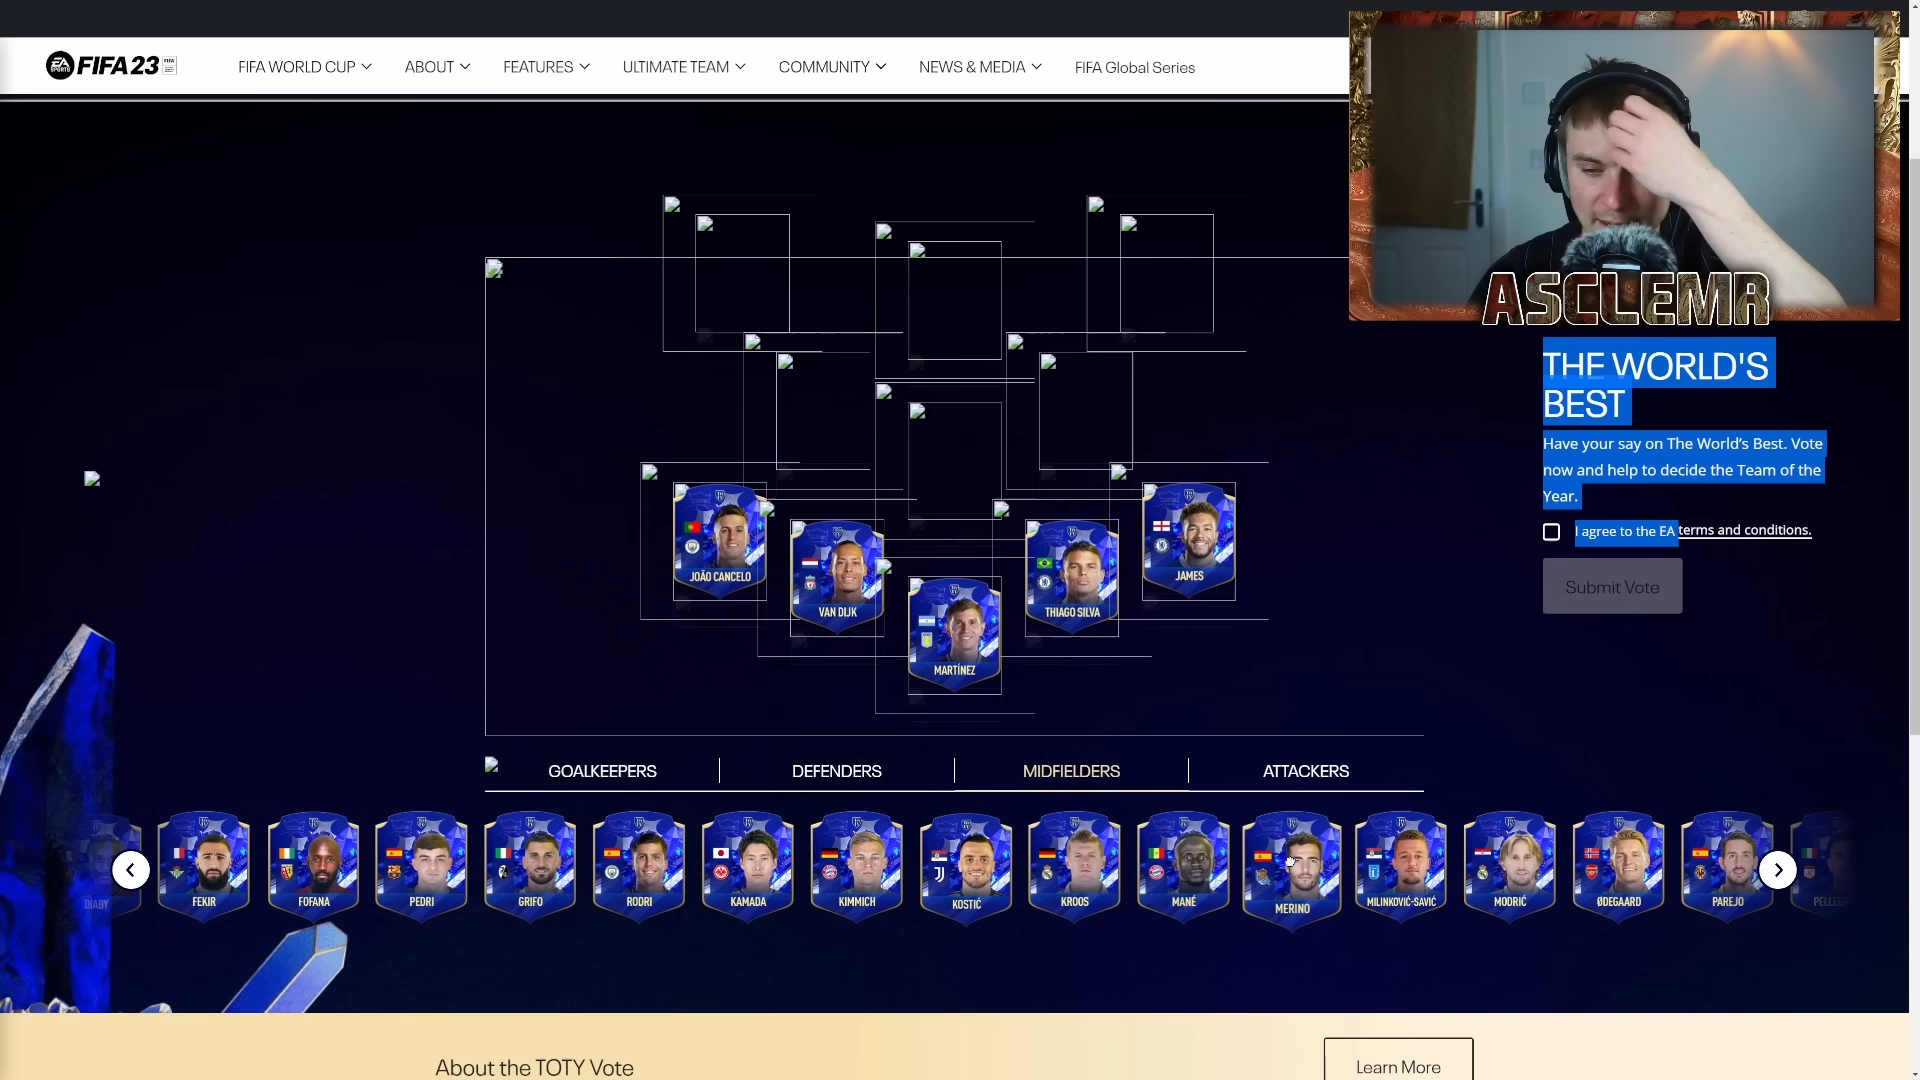 EA SPORTS FIFA 23
FIFA WORLD CUP
ABOUT
FEATURES
ULTIMATE TEAM
COMMUNITY
NEWS & MEDIA
FIFA Global Series
ASCLEMR
THE WORLD'S
BEST
Have your say on The World's Best. Vote
now and help to decide the Team of the
Year.
I agree to the EA terms and conditions.
Submit Vote
JOÃO CANCELO
VAN DIJK
MARTÍNEZ
THIAGO SILVA
JAMES
GOALKEEPERS
DEFENDERS
MIDFIELDERS
ATTACKERS
DIABY
FEKIR
FOFANA
PEDRI
GRIFO
RODRI
KAMADA
KIMMICH
KOSTIĆ
KROOS
MANÉ
MERINO
MILINKOVIĆ-SAVIĆ
MODRIĆ
ØDEGAARD
PAREJO
About the TOTY Vote
Learn More